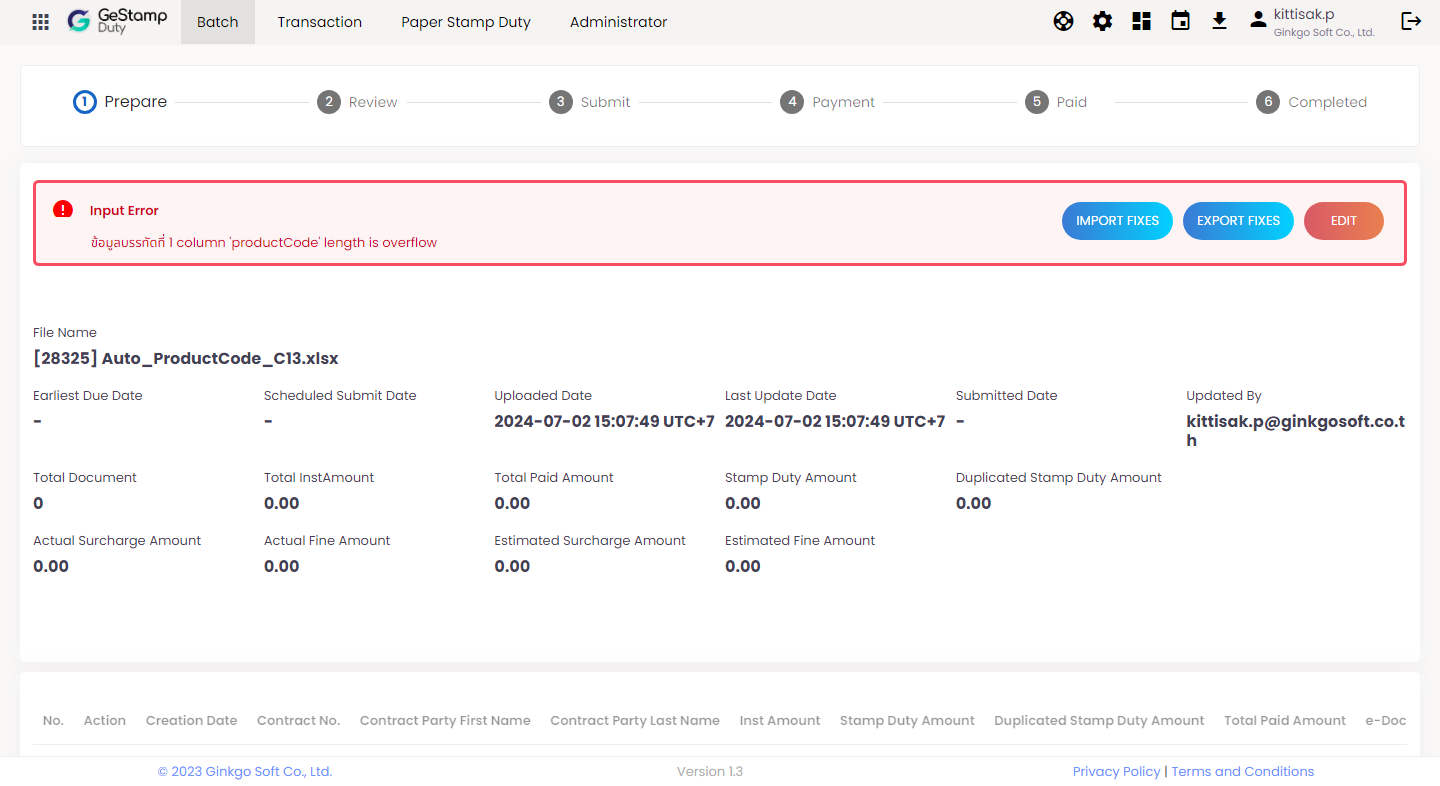 GeStamp
Duty
Batch
Transaction
Paper Stamp Duty
Administrator
kittisak.p
Ginkgo Soft Co., Ltd.
1 Prepare
2 Review
3 Submit
4 Payment
5 Paid
6 Completed
Input Error
ข้อมูลบรรทัดที่ 1 column 'productCode' length is overflow
IMPORT FIXES
EXPORT FIXES
EDIT
File Name
[28325] Auto_ProductCode_C13.xlsx
Earliest Due Date
-
Scheduled Submit Date
-
Uploaded Date
2024-07-02 15:07:49 UTC+7
Last Update Date
2024-07-02 15:07:49 UTC+7
Submitted Date
-
Updated By
kittisak.p@ginkgosoft.co.t
h
Total Document
0
Total InstAmount
0.00
Total Paid Amount
0.00
Stamp Duty Amount
0.00
Duplicated Stamp Duty Amount
0.00
Actual Surcharge Amount
0.00
Actual Fine Amount
0.00
Estimated Surcharge Amount
0.00
Estimated Fine Amount
0.00
No. Action Creation Date Contract No. Contract Party First Name Contract Party Last Name Inst Amount Stamp Duty Amount Duplicated Stamp Duty Amount Total Paid Amount e-Doc
© 2023 Ginkgo Soft Co., Ltd.
Version 1.3
Privacy Policy | Terms and Conditions